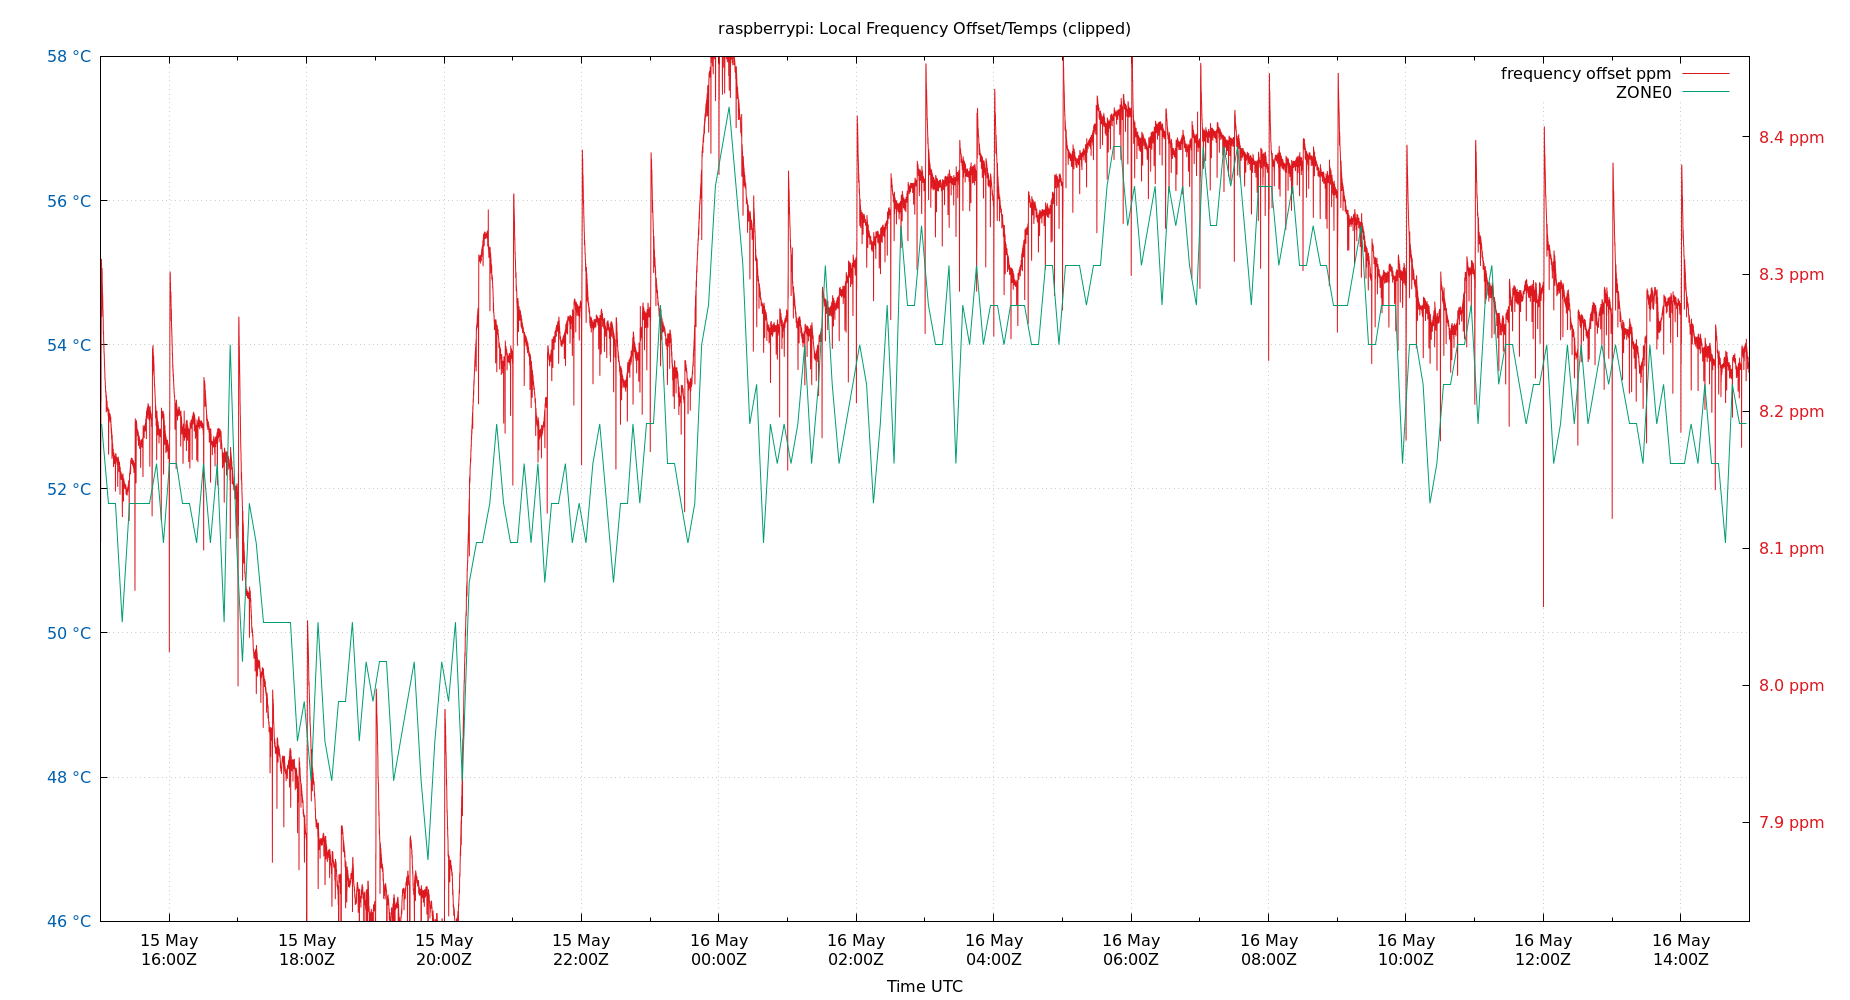 raspberrypi: Local Frequency Offset/Temps (clipped)
58 °C
56 °C
54 °C
52 °C
50 °C
48 °C
46 °C
frequency offset ppm
ZONE0
8.4 ppm
8.3 ppm
8.2 ppm
8.1 ppm
8.0 ppm
7.9 ppm
15 May 15 May 15 May 15 May 16 May 16 May 16 May 16 May 16 May 16 May 16 May 16 May
16:00Z 18:00Z 20:00Z 22:00Z 00:00Z 02:00Z 04:00Z 06:00Z 08:00Z 10:00Z 12:00Z 14:00Z
Time UTC